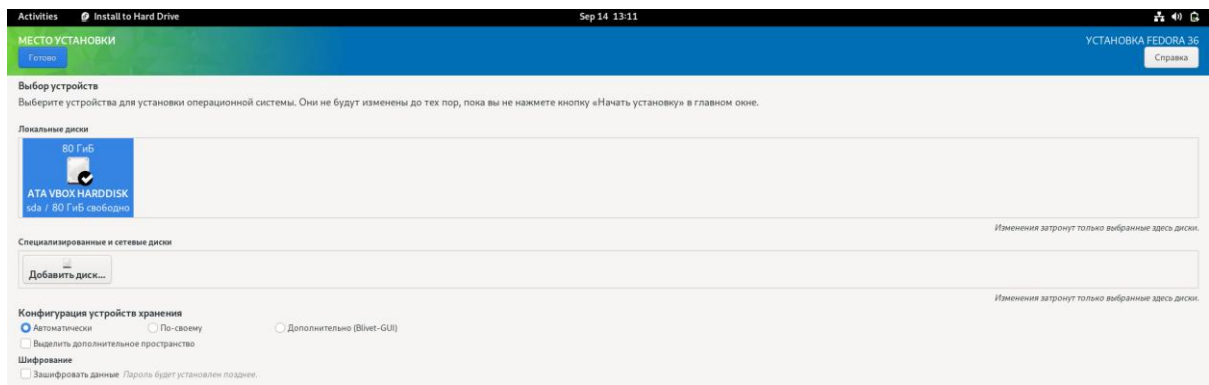 Activities Install to Hard Drive Sep 14 13:11
МЕСТО УСТАНОВКИ УСТАНОВКА FEDORA 36
Готово Справка
Выбор устройств
Выберите устройства для установки операционной системы. Они не будут изменены до тех пор, пока вы не нажмете кнопку «Начать установку» в главном окне.
Локальные диски
80 ГиБ
ATA VBOX HARDDISK
sda / 80 ГиБ свободно
Изменения затронут только выбранные здесь диски.
Специализированные и сетевые диски
Добавить диск...
Изменения затронут только выбранные здесь диски.
Конфигурация устройств хранения
Автоматически По-своему Дополнительно (Blivet-GUI)
Выделить дополнительное пространство
Шифрование
Зашифровать данные Пароль будет установлен позднее.